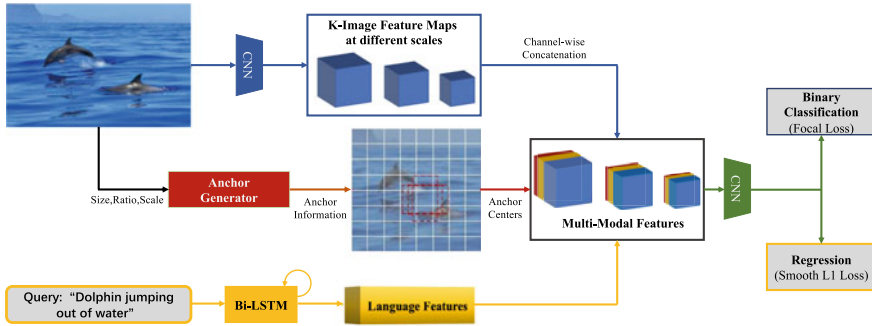 K-Image Feature Maps
at different scales
CNN
Channel-wise
Concatenation
Binary
Classification
(Focal Loss)
Size,Ratio,Scale
Anchor
Generator
Anchor
Information
Anchor
Centers
Multi-Modal Features
CNN
Regression
(Smooth L1 Loss)
Query: “Dolphin jumping
out of water”
Bi-LSTM
Language Features